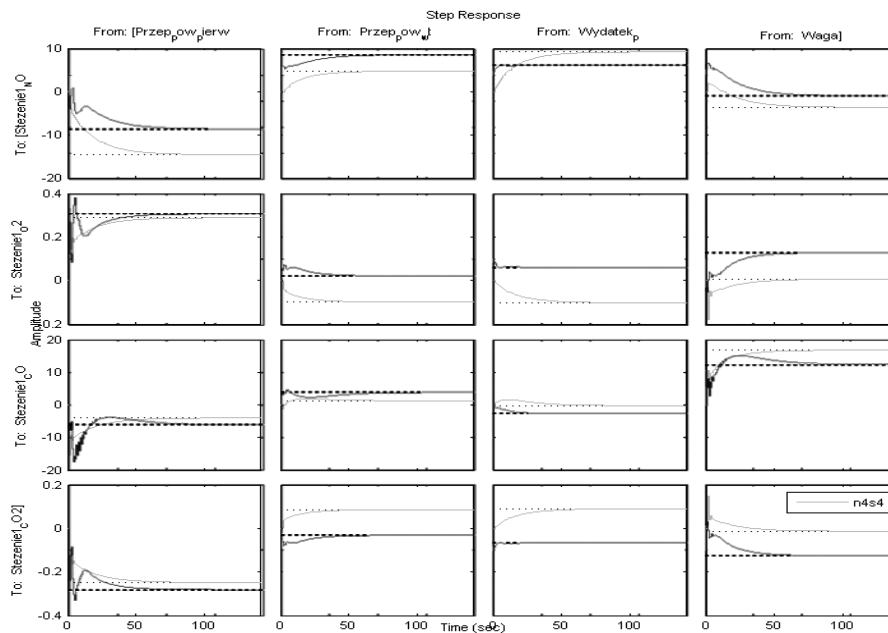 Step Response
From: [Przep_pow_pierw
From: Przep_pow_wt
From: Wydatek_p
From: Waga]
To: [Stezenie1_NO
10
0
-10
-20
To: Stezenie1_O2
0.4
0.2
0
0.2
Amplitude
To: Stezenie1_CO
20
10
0
-10
-20
To: Stezenie1_CO2]
0.2
0
-0.2
-0.4
n4s4
0 50 100
0 50 100
0 50 100
0 50 100
Time (sec)